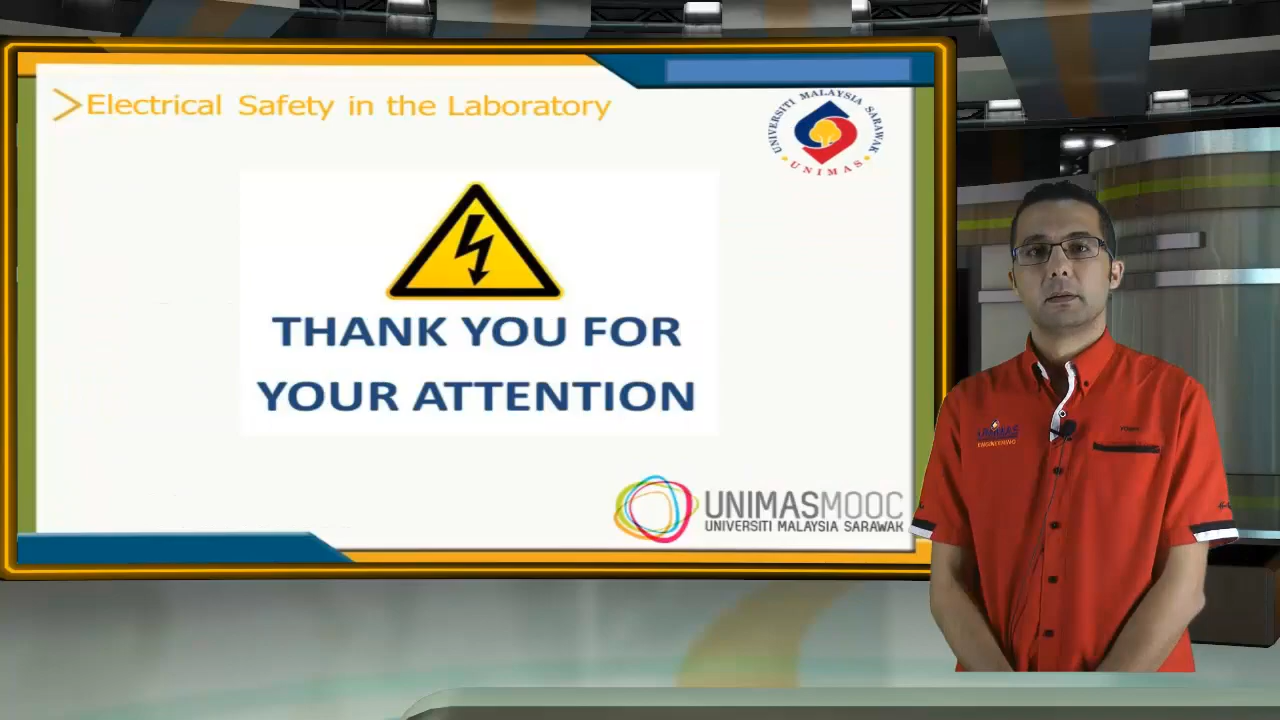 Electrical Safety in the Laboratory
UNIVERSITI MALAYSIA SARAWAK
UNIMAS
THANK YOU FOR
YOUR ATTENTION
UNIMASMOOC
UNIVERSITI MALAYSIA SARAWAK
UNIMAS
ENGINEERING